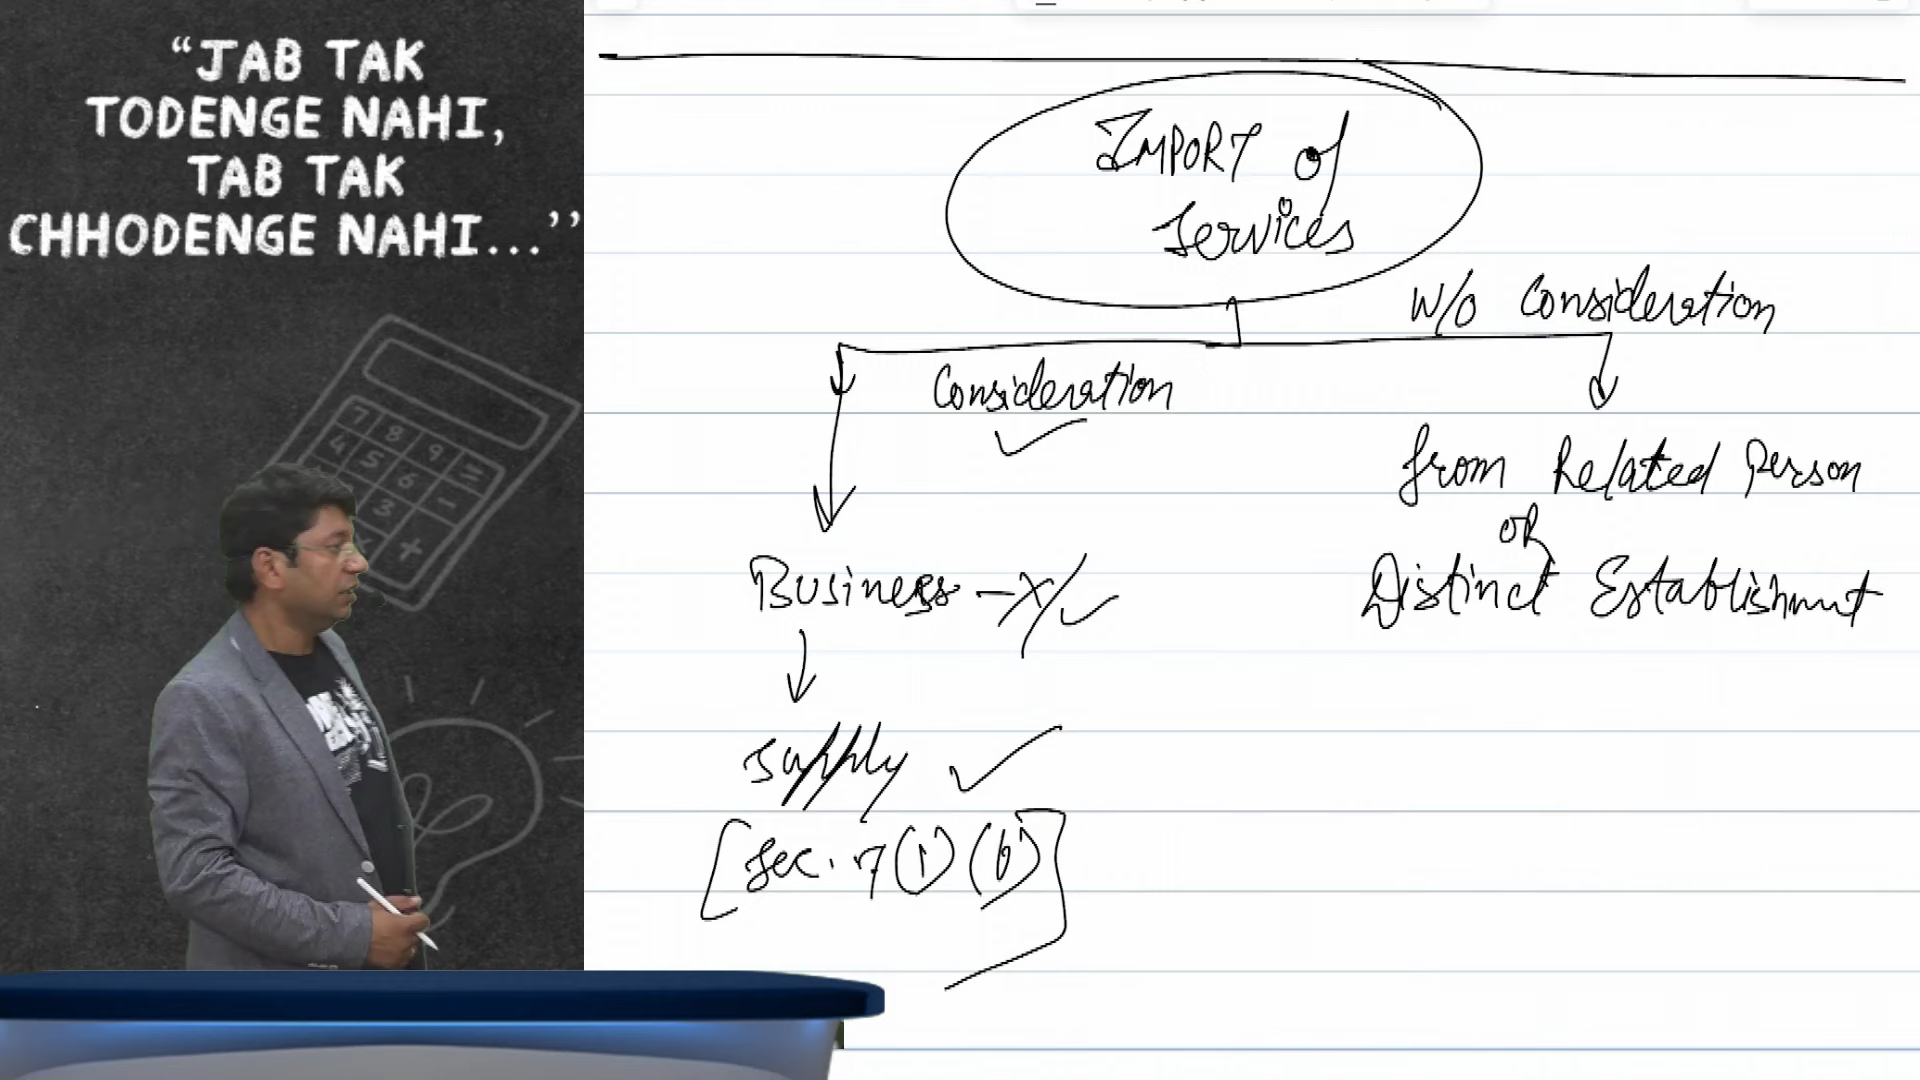 “JAB TAK
TODENGE NAHI,
TAB TAK
CHHODENGE NAHI...’’
IMPORT of
Services
W/O Consideration
Consideration
from Related Person
OR
Distinct Establishment
Business - X/✓
Supply ✓
[Sec. 7(1)(b)]